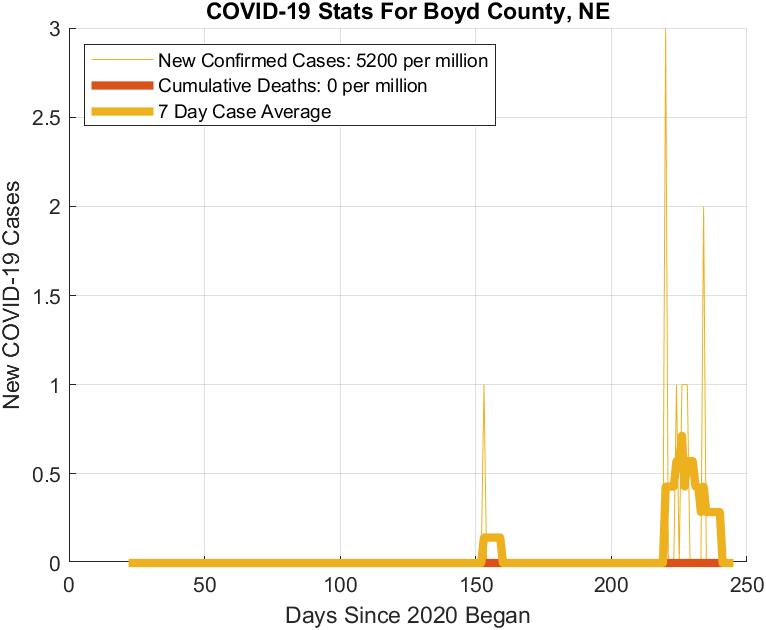 COVID-19 Stats For Boyd County, NE
New Confirmed Cases: 5200 per million
Cumulative Deaths: 0 per million
7 Day Case Average
New COVID-19 Cases
3
2.5
2
1.5
1
0.5
0
0 50 100 150 200 250
Days Since 2020 Began